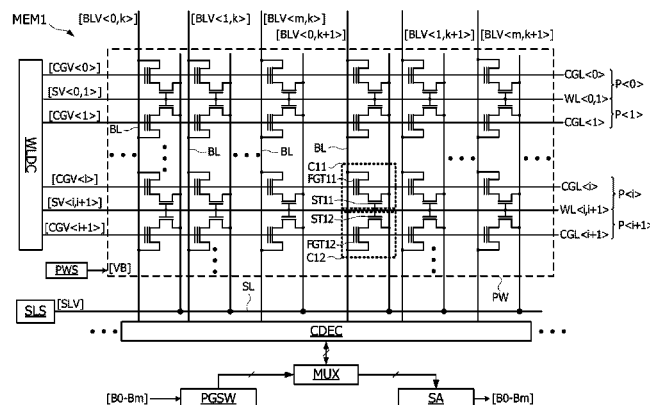 MEM1
[BLV<0,k>]
[BLV<1,k>]
[BLV<m,k>]
[BLV<0,k+1>]
[BLV<1,k+1>]
[BLV<m,k+1>]
[CGV<0>]
CGL<0>
P<0>
[SV<0,1>]
WL<0,1>
[CGV<1>]
CGL<1>
P<1>
WLDC
BL
BL
BL
BL
C11
FGT11
[CGV<i>]
CGL<i>
P<i>
ST11
[SV<i,i+1>]
WL<i,i+1>
ST12
P<i+1>
[CGV<i+1>]
CGL<i+1>
FGT12
C12
PWS
[VB]
PW
SLS
[SLV]
SL
CDEC
MUX
[B0-Bm]
PGSW
SA
[B0-Bm]